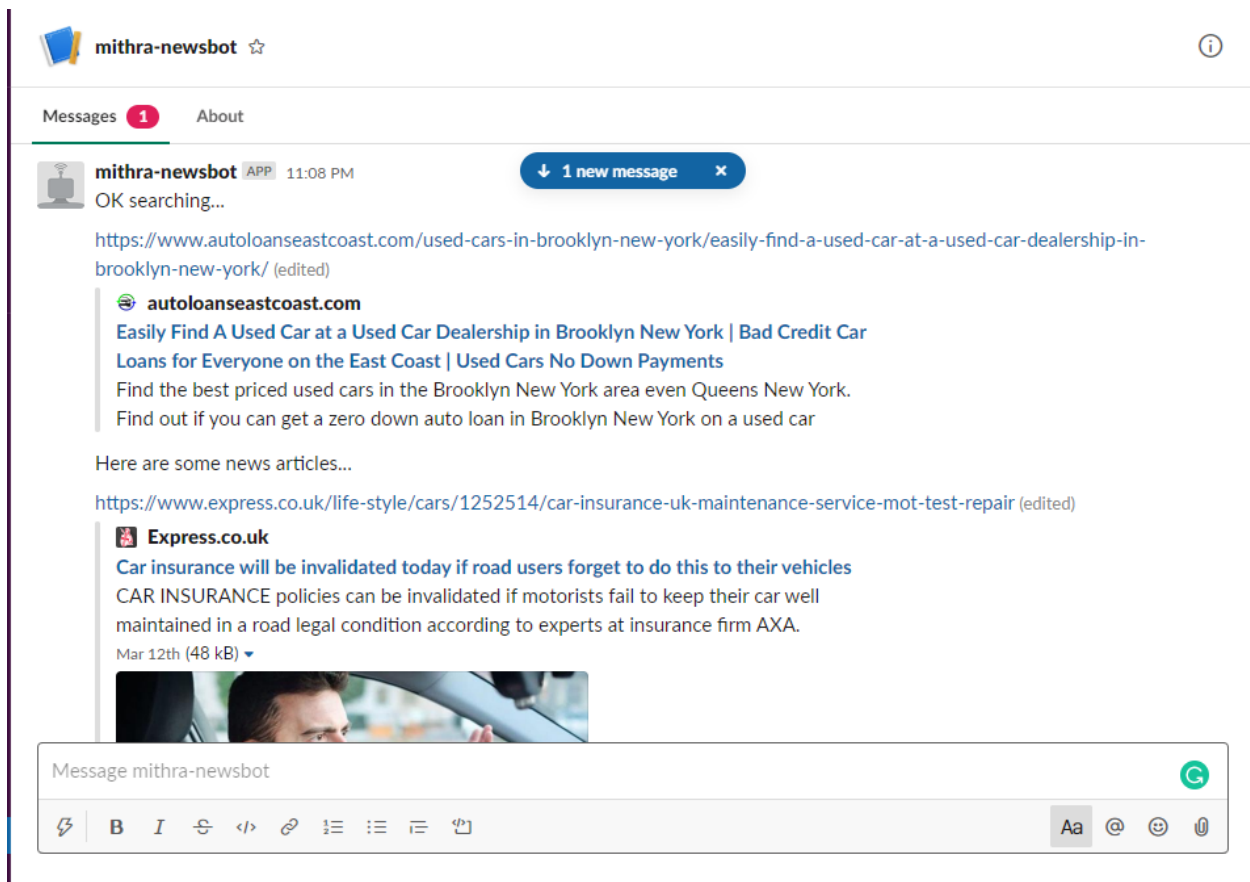 mithra-newsbot
Messages 1 About
mithra-newsbot APP 11:08 PM
1 new message
OK searching...
https://www.autoloanseastcoast.com/used-cars-in-brooklyn-new-york/easily-find-a-used-car-at-a-used-car-dealership-in-
brooklyn-new-york/ (edited)
autoloanseastcoast.com
Easily Find A Used Car at a Used Car Dealership in Brooklyn New York | Bad Credit Car
Loans for Everyone on the East Coast | Used Cars No Down Payments
Find the best priced used cars in the Brooklyn New York area even Queens New York.
Find out if you can get a zero down auto loan in Brooklyn New York on a used car
Here are some news articles...
https://www.express.co.uk/life-style/cars/1252514/car-insurance-uk-maintenance-service-mot-test-repair (edited)
Express.co.uk
Car insurance will be invalidated today if road users forget to do this to their vehicles
CAR INSURANCE policies can be invalidated if motorists fail to keep their car well
maintained in a road legal condition according to experts at insurance firm AXA.
Mar 12th (48 kB)
Message mithra-newsbot
B I S </> Aa @